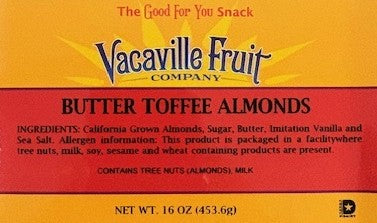 The Good For You Snack
Vacaville Fruit
COMPANY
BUTTER TOFFEE ALMONDS
INGREDIENTS: California Grown Almonds, Sugar, Butter, Imitation Vanilla and
Sea Salt. Allergen information: This product is packaged in a facilitywhere
tree nuts, milk, soy, sesame and wheat containing products are present.
CONTAINS TREE NUTS (ALMONDS), MILK
NET WT. 16 OZ (453.6g)
D